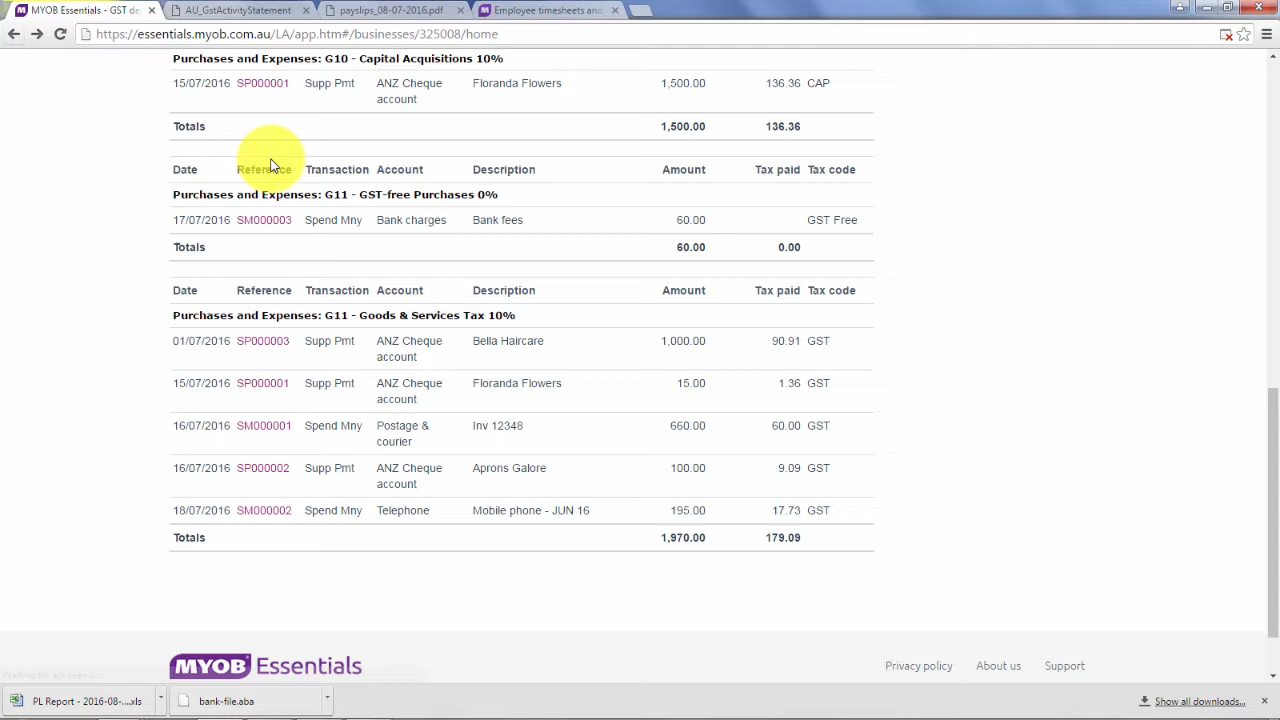 MYOB Essentials - GST de
AU_GstActivityStatement
payslips_08-07-2016.pdf
Employee timesheets and
https://essentials.myob.com.au/LA/app.htm#/businesses/325008/home
Purchases and Expenses: G10 - Capital Acquisitions 10%
15/07/2016 SP000001 Supp Pmt ANZ Cheque account Floranda Flowers 1,500.00 136.36 CAP
Totals 1,500.00 136.36
Date Reference Transaction Account Description Amount Tax paid Tax code
Purchases and Expenses: G11 - GST-free Purchases 0%
17/07/2016 SM000003 Spend Mny Bank charges Bank fees 60.00 GST Free
Totals 60.00 0.00
Date Reference Transaction Account Description Amount Tax paid Tax code
Purchases and Expenses: G11 - Goods & Services Tax 10%
01/07/2016 SP000003 Supp Pmt ANZ Cheque account Bella Haircare 1,000.00 90.91 GST
15/07/2016 SP000001 Supp Pmt ANZ Cheque account Floranda Flowers 15.00 1.36 GST
16/07/2016 SM000001 Spend Mny Postage & courier Inv 12348 660.00 60.00 GST
16/07/2016 SP000002 Supp Pmt ANZ Cheque account Aprons Galore 100.00 9.09 GST
18/07/2016 SM000002 Spend Mny Telephone Mobile phone - JUN 16 195.00 17.73 GST
Totals 1,970.00 179.09
MYOB Essentials
Privacy policy About us Support
PL Report - 2016-08-....xls
bank-file.aba
Show all downloads...